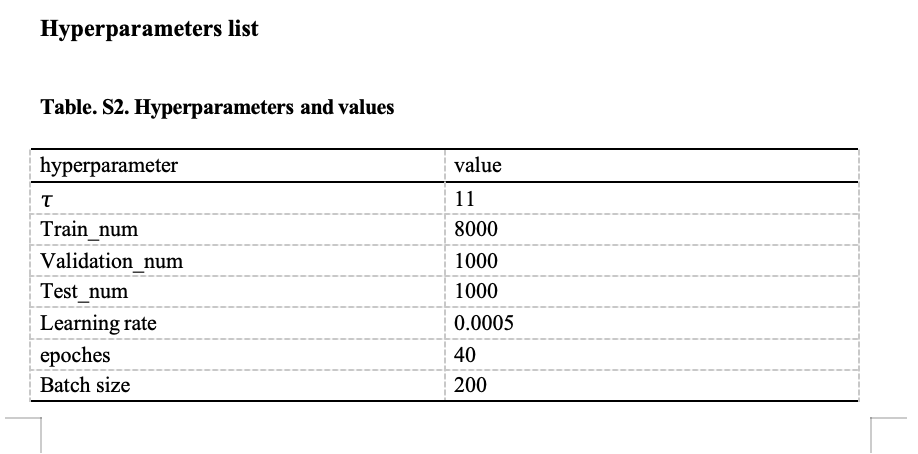 Hyperparameters list
Table. S2. Hyperparameters and values
hyperparameter value
τ 11
Train_num 8000
Validation_num 1000
Test_num 1000
Learning rate 0.0005
epoches 40
Batch size 200